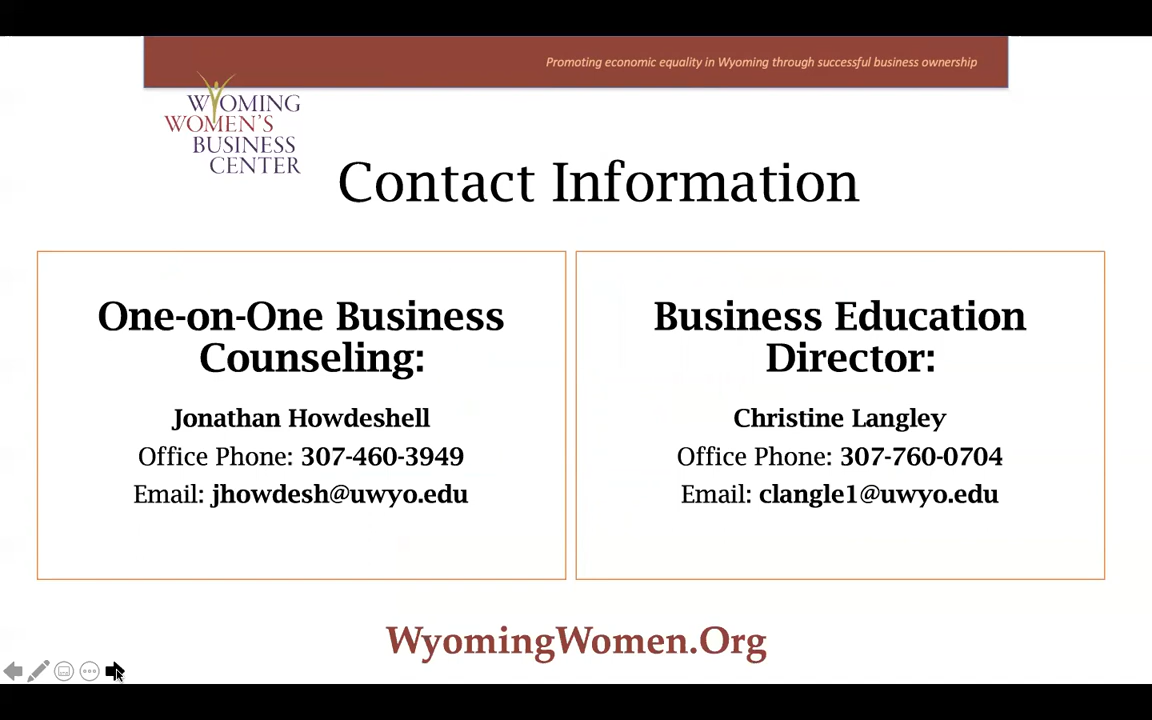 Promoting economic equality in Wyoming through successful business ownership
WYOMING
WOMEN'S
BUSINESS
CENTER
Contact Information
One-on-One Business
Counseling:
Jonathan Howdeshell
Office Phone: 307-460-3949
Email: jhowdesh@uwyo.edu
Business Education
Director:
Christine Langley
Office Phone: 307-760-0704
Email: clangle1@uwyo.edu
WyomingWomen.Org